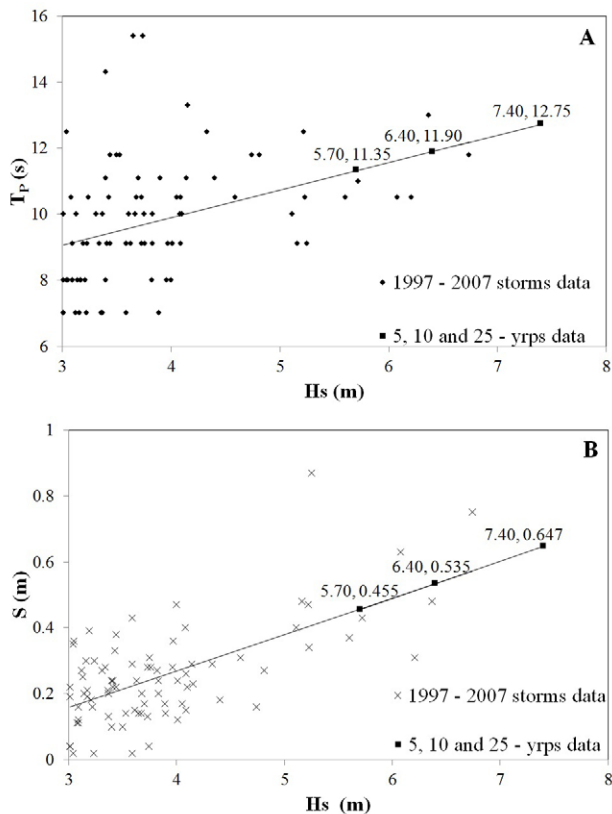 A
16
14
12
10
8
6
T_P (s)
7.40, 12.75
6.40, 11.90
5.70, 11.35
1997 - 2007 storms data
5, 10 and 25 - yrps data
3 4 5 6 7 8
Hs (m)
B
1
0.8
0.6
0.4
0.2
0
S (m)
7.40, 0.647
6.40, 0.535
5.70, 0.455
1997 - 2007 storms data
5, 10 and 25 - yrps data
3 4 5 6 7 8
Hs (m)